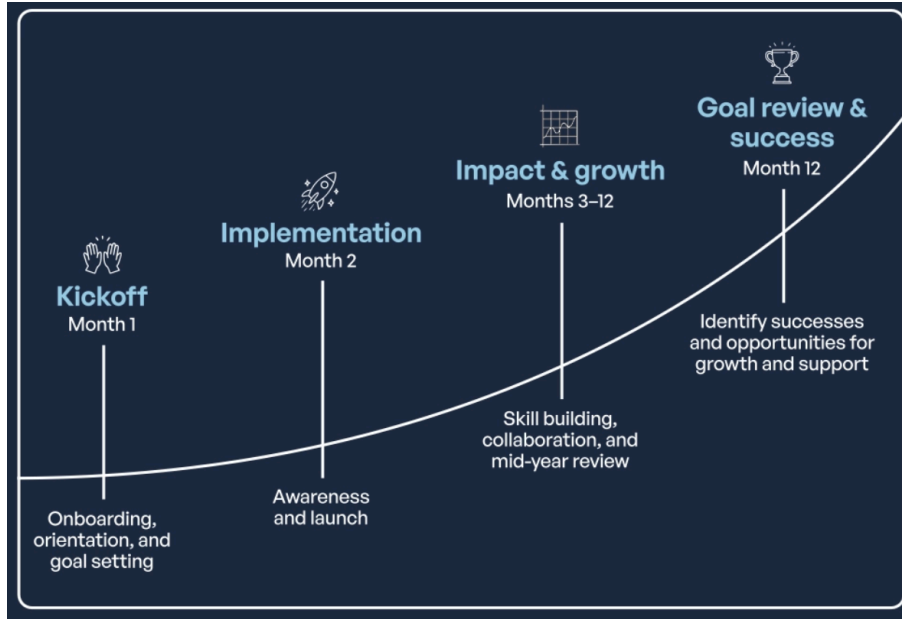 Kickoff
Month 1
Onboarding,
orientation, and
goal setting
Implementation
Month 2
Awareness
and launch
Impact & growth
Months 3–12
Skill building,
collaboration, and
mid-year review
Goal review &
success
Month 12
Identify successes
and opportunities for
growth and support